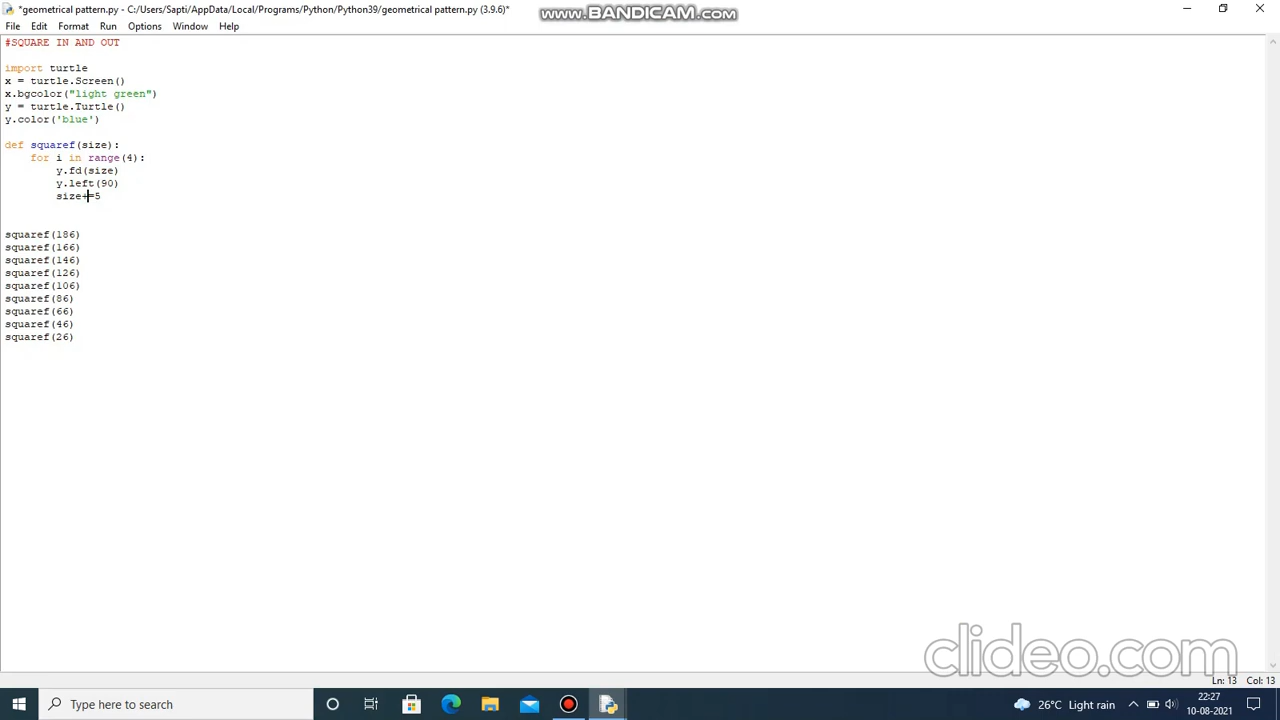 *geometrical pattern.py - C:/Users/Sapti/AppData/Local/Programs/Python/Python39/geometrical pattern.py (3.9.6)*
www.BANDICAM.com
File Edit Format Run Options Window Help
#SQUARE IN AND OUT
import turtle
x = turtle.Screen()
x.bgcolor("light green")
y = turtle.Turtle()
y.color('blue')
def squaref(size):
for i in range(4):
y.fd(size)
y.left(90)
size+=5
squaref(186)
squaref(166)
squaref(146)
squaref(126)
squaref(106)
squaref(86)
squaref(66)
squaref(46)
squaref(26)
clideo.com
Ln: 13 Col: 13
Type here to search
26°C Light rain
22:27
10-08-2021